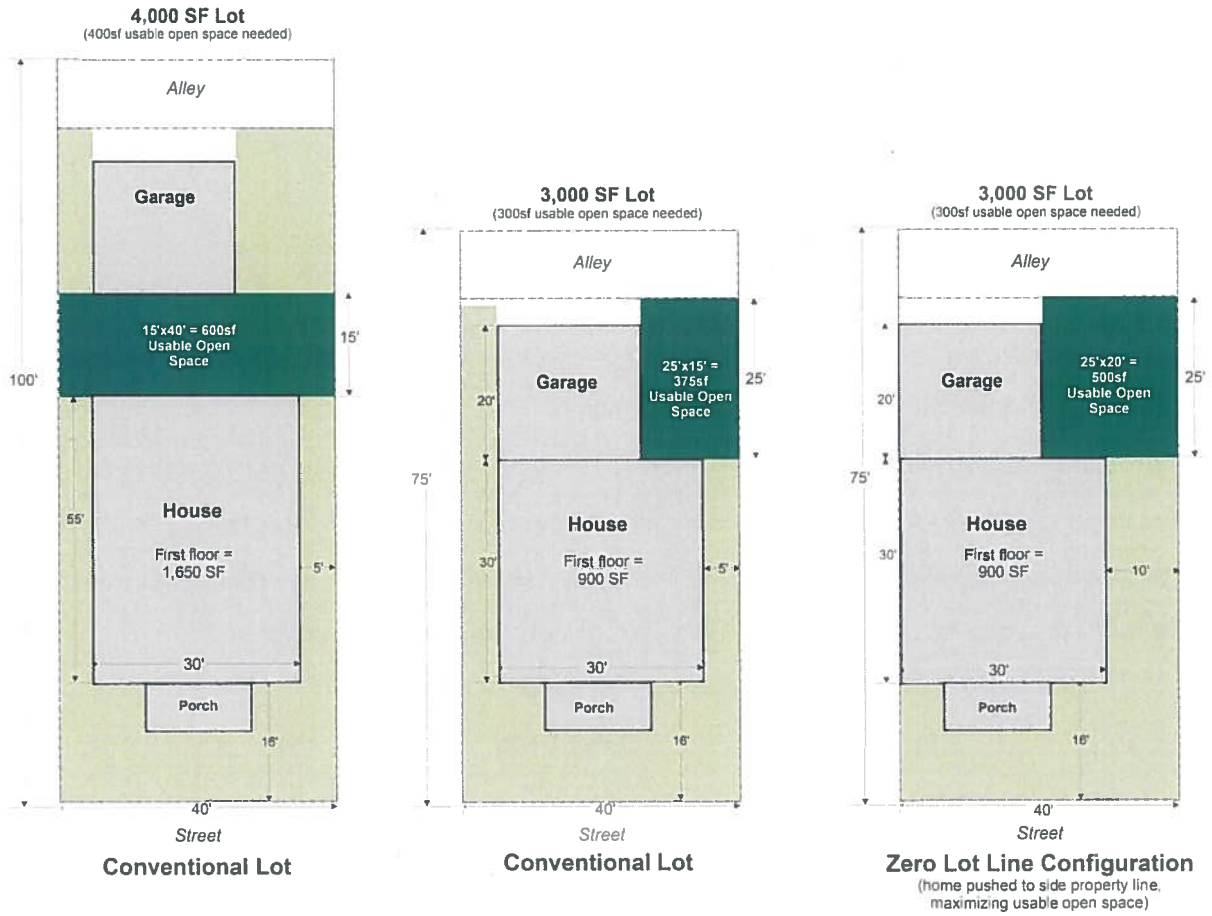 4,000 SF Lot
(400sf usable open space needed)
Alley
Garage
15'x40' = 600sf
Usable Open
Space
15'
100'
House
First floor =
1,650 SF
55'
5'
30'
Porch
16'
40'
Street
Conventional Lot
3,000 SF Lot
(300sf usable open space needed)
Alley
Garage
25'x15' =
375sf
Usable Open
Space
25'
20'
75'
House
First floor =
900 SF
30'
5'
30'
Porch
16'
40'
Street
Conventional Lot
3,000 SF Lot
(300sf usable open space needed)
Alley
Garage
25'x20' =
500sf
Usable Open
Space
25'
20'
75'
House
First floor =
900 SF
30'
10'
30'
Porch
16'
40'
Street
Zero Lot Line Configuration
(home pushed to side property line,
maximizing usable open space)